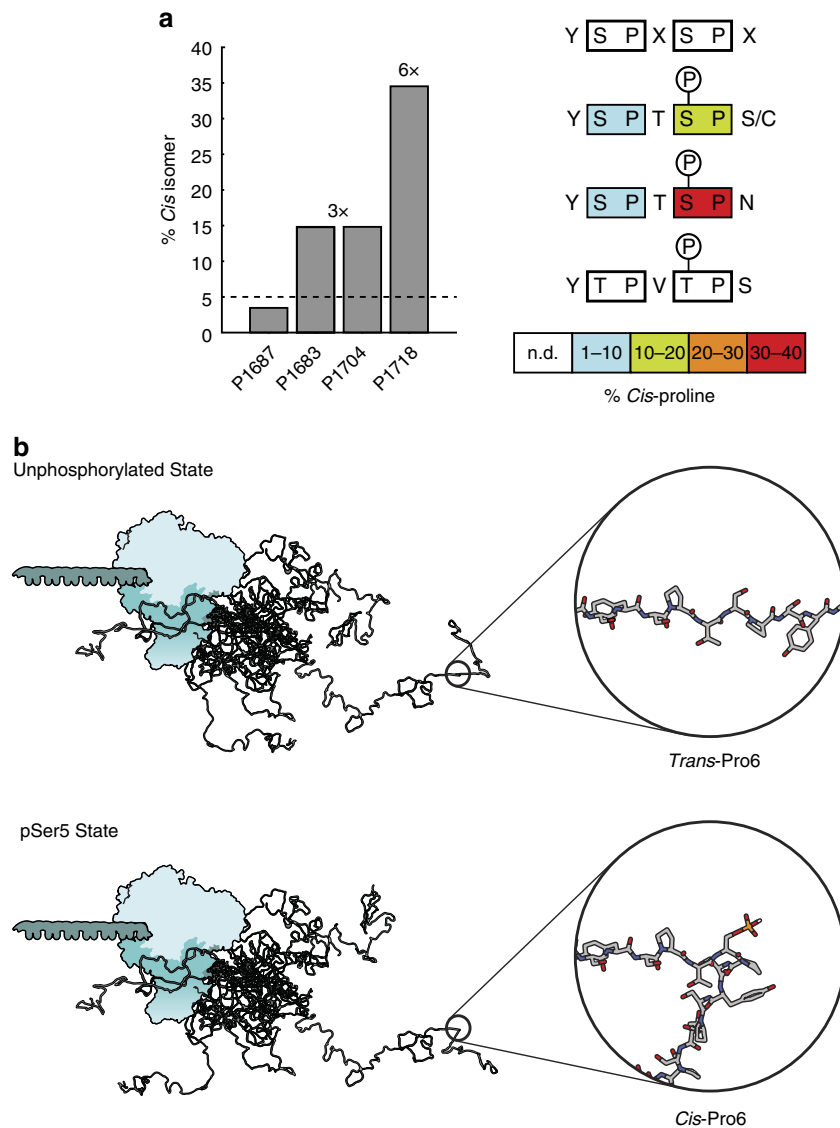 a
% Cis isomer
40
35
30
25
20
15
10
5
0
3×
6×
P1687
P1683
P1704
P1718
Y S P X S P X
P
Y S P T S P S/C
P
Y S P T S P N
P
Y T P V T P S
n.d. 1–10 10–20 20–30 30–40
% Cis-proline
b
Unphosphorylated State
Trans-Pro6
pSer5 State
Cis-Pro6